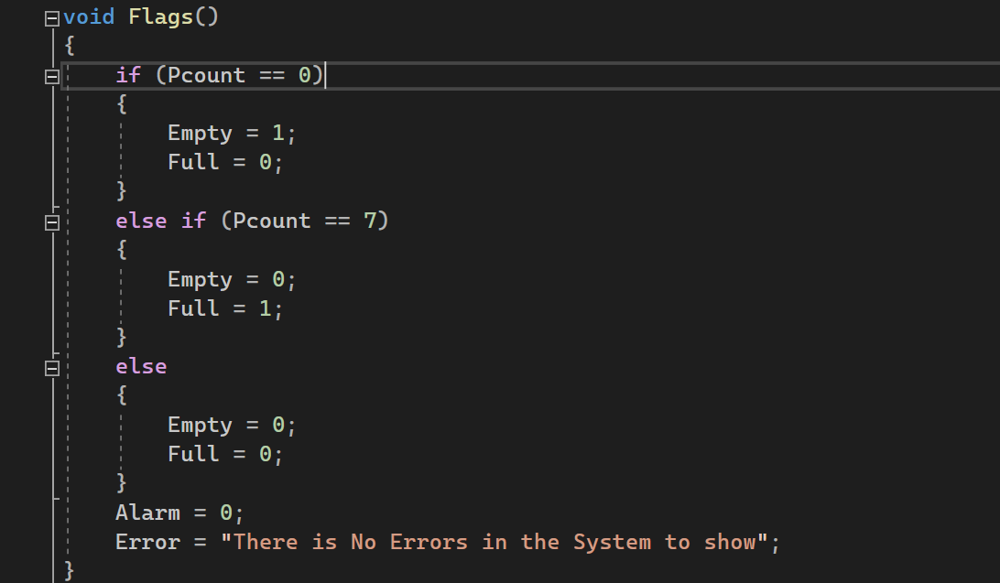 void Flags()
{
    if (Pcount == 0)
    {
        Empty = 1;
        Full = 0;
    }
    else if (Pcount == 7)
    {
        Empty = 0;
        Full = 1;
    }
    else
    {
        Empty = 0;
        Full = 0;
    }
    Alarm = 0;
    Error = "There is No Errors in the System to show";
}